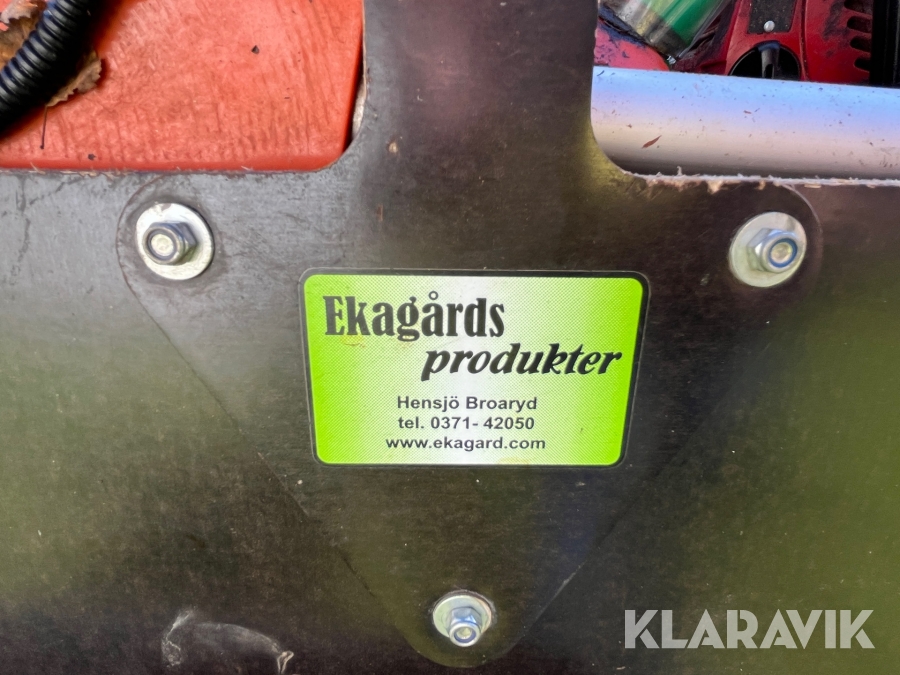 Ekagårds
produkter
Hensjö Broaryd
tel. 0371- 42050
www.ekagard.com
KLARAVIK